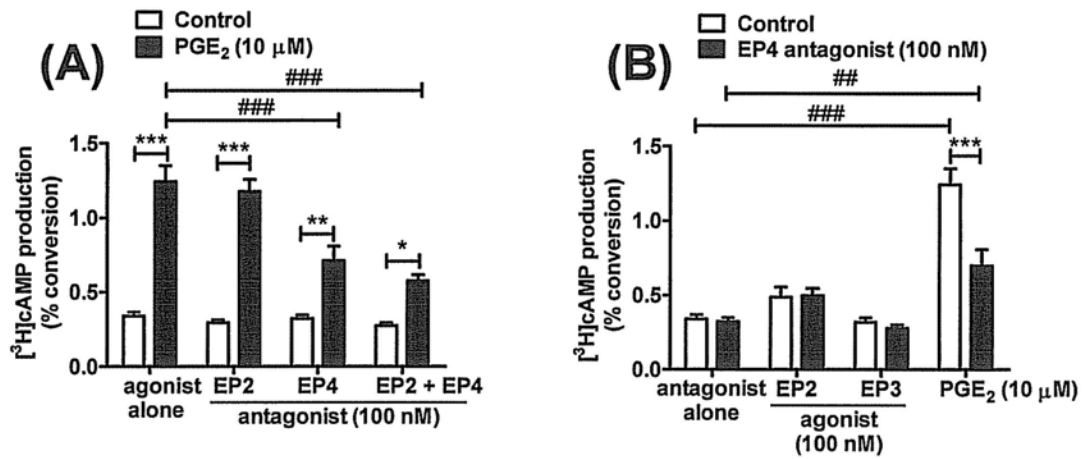 (A)
Control
PGE₂ (10 μM)
###
###
***
***
**
*
[³H]cAMP production
(% conversion)
1.5
1.0
0.5
0.0
agonist
alone
EP2
EP4
EP2 + EP4
antagonist (100 nM)
(B)
Control
EP4 antagonist (100 nM)
##
###
***
[³H]cAMP production
(% conversion)
1.5
1.0
0.5
0.0
antagonist
alone
EP2
EP3
PGE₂ (10 μM)
agonist
(100 nM)